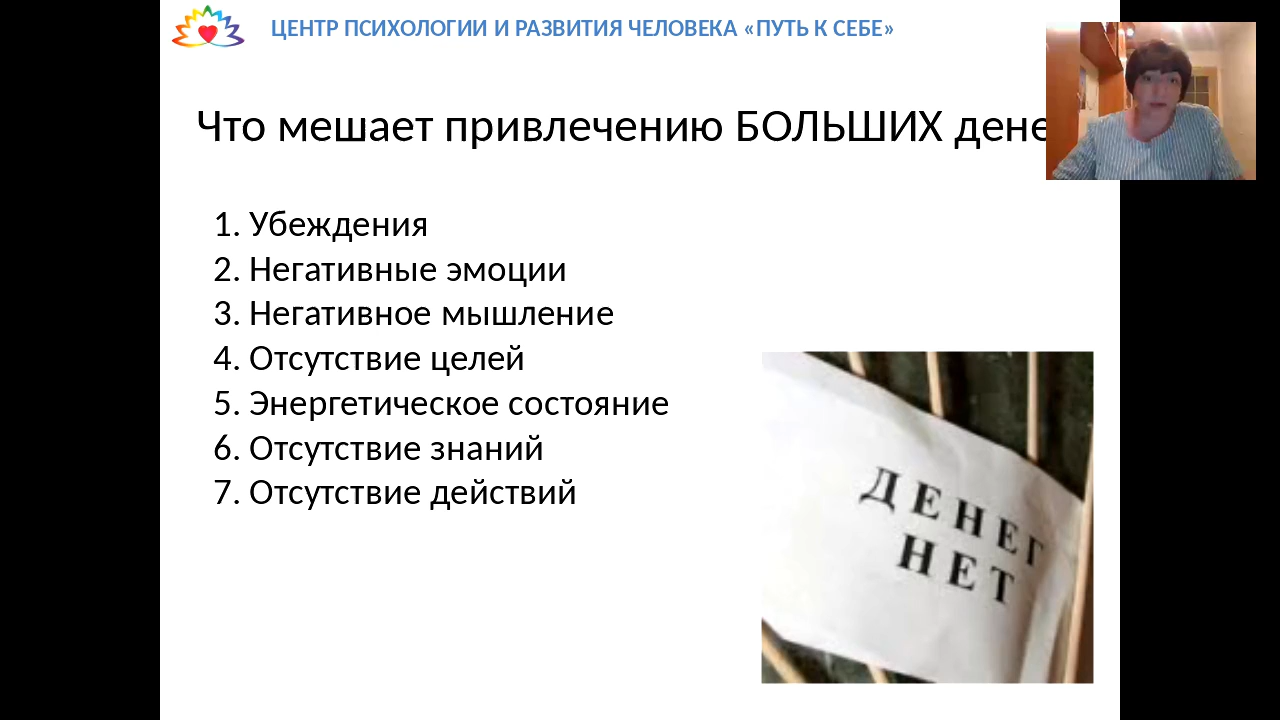 ЦЕНТР ПСИХОЛОГИИ И РАЗВИТИЯ ЧЕЛОВЕКА «ПУТЬ К СЕБЕ»
Что мешает привлечению БОЛЬШИХ дене
1. Убеждения
2. Негативные эмоции
3. Негативное мышление
4. Отсутствие целей
5. Энергетическое состояние
6. Отсутствие знаний
7. Отсутствие действий
ДЕНЕГ
НЕТ